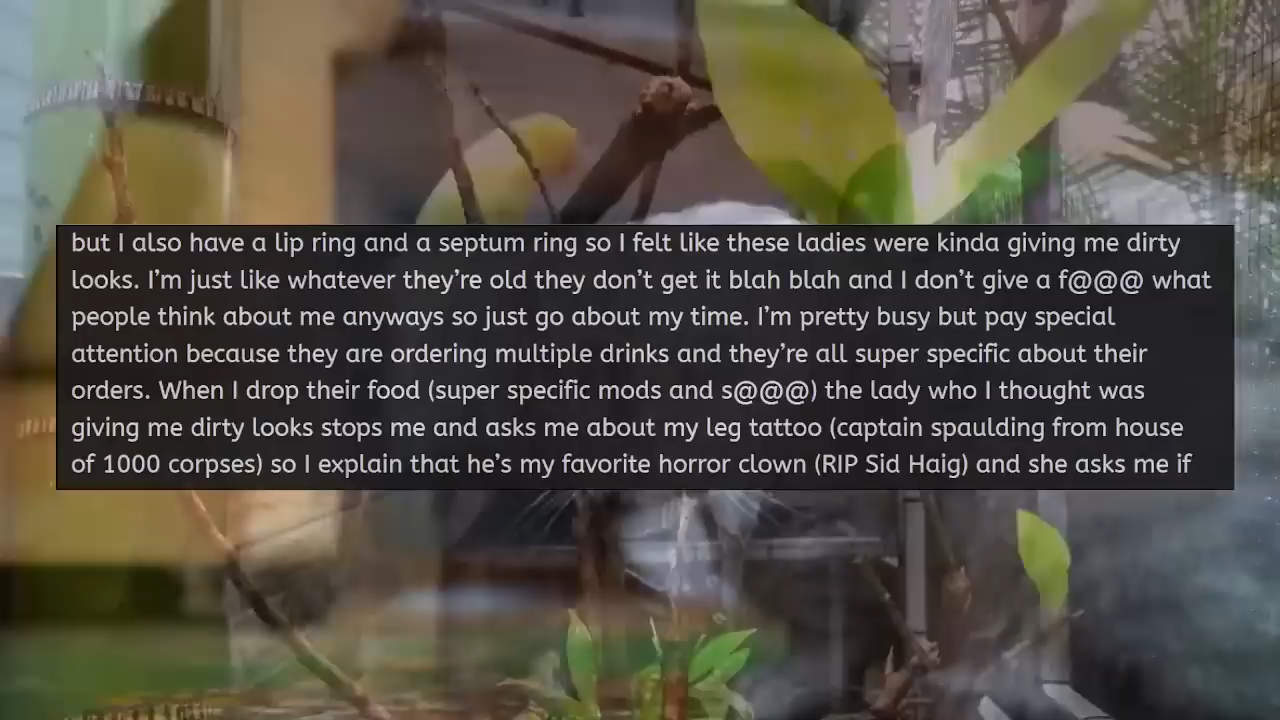 but I also have a lip ring and a septum ring so I felt like these ladies were kinda giving me dirty
looks. I’m just like whatever they’re old they don’t get it blah blah and I don’t give a f@@@ what
people think about me anyways so just go about my time. I’m pretty busy but pay special
attention because they are ordering multiple drinks and they’re all super specific about their
orders. When I drop their food (super specific mods and s@@@) the lady who I thought was
giving me dirty looks stops me and asks me about my leg tattoo (captain spaulding from house
of 1000 corpses) so I explain that he’s my favorite horror clown (RIP Sid Haig) and she asks me if